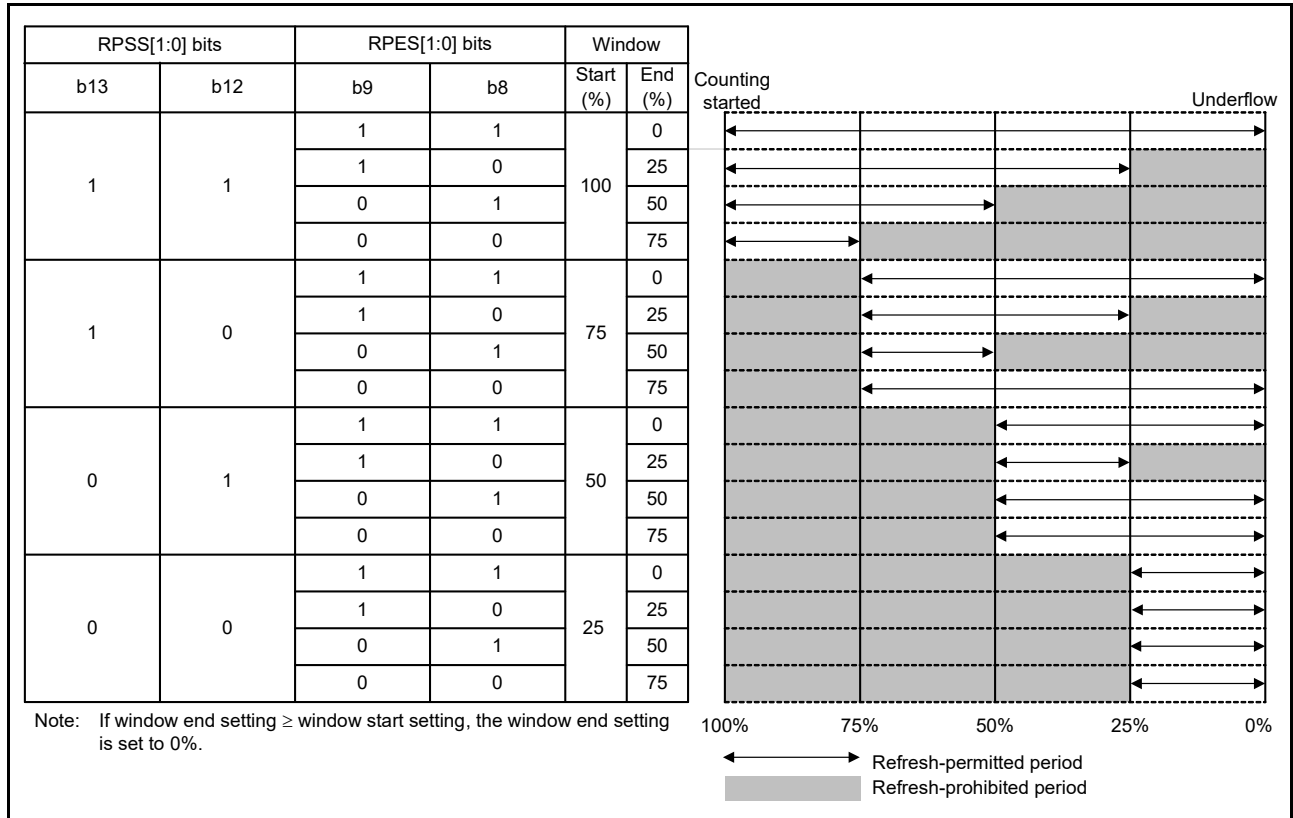 RPSS[1:0] bits RPES[1:0] bits Window
b13 b12 b9 b8 Start (%) End (%)
Counting started Underflow
1 1 0
1 0 25
1 1 100
0 1 50
0 0 75
1 1 0
1 0 25
1 0 75
0 1 50
0 0 75
1 1 0
1 0 25
0 1 50
0 1 50
0 0 75
1 1 0
1 0 25
0 0 25
0 1 50
0 0 75
Note: If window end setting ≥ window start setting, the window end setting
is set to 0%.
100% 75% 50% 25% 0%
Refresh-permitted period
Refresh-prohibited period